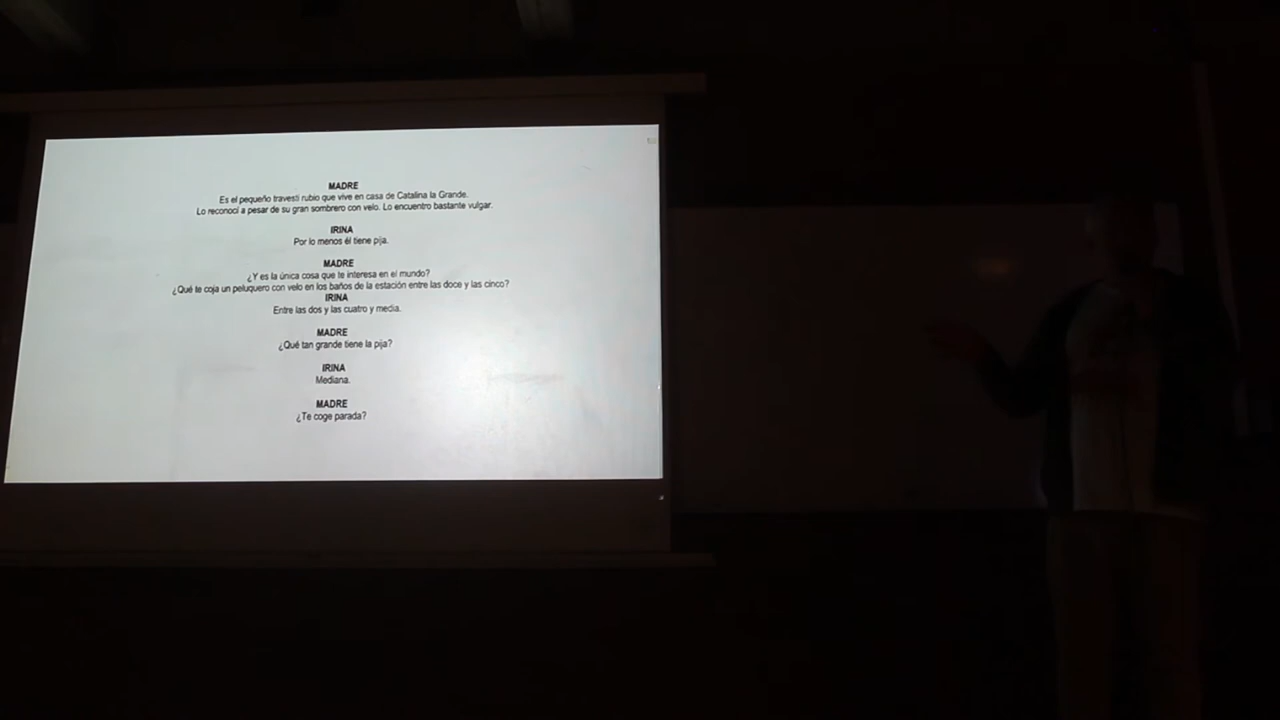 MADRE
Es el pequeño travesti rubio que vive en casa de Catalina la Grande.
Lo reconocí a pesar de su gran sombrero con velo. Lo encuentro bastante vulgar.
IRINA
Por lo menos él tiene pija.
MADRE
¿Y es la única cosa que te interesa en el mundo?
¿Qué te coja un peluquero con velo en los baños de la estación entre las doce y las cinco?
IRINA
Entre las dos y las cuatro y media.
MADRE
¿Qué tan grande tiene la pija?
IRINA
Mediana.
MADRE
¿Te coge parada?